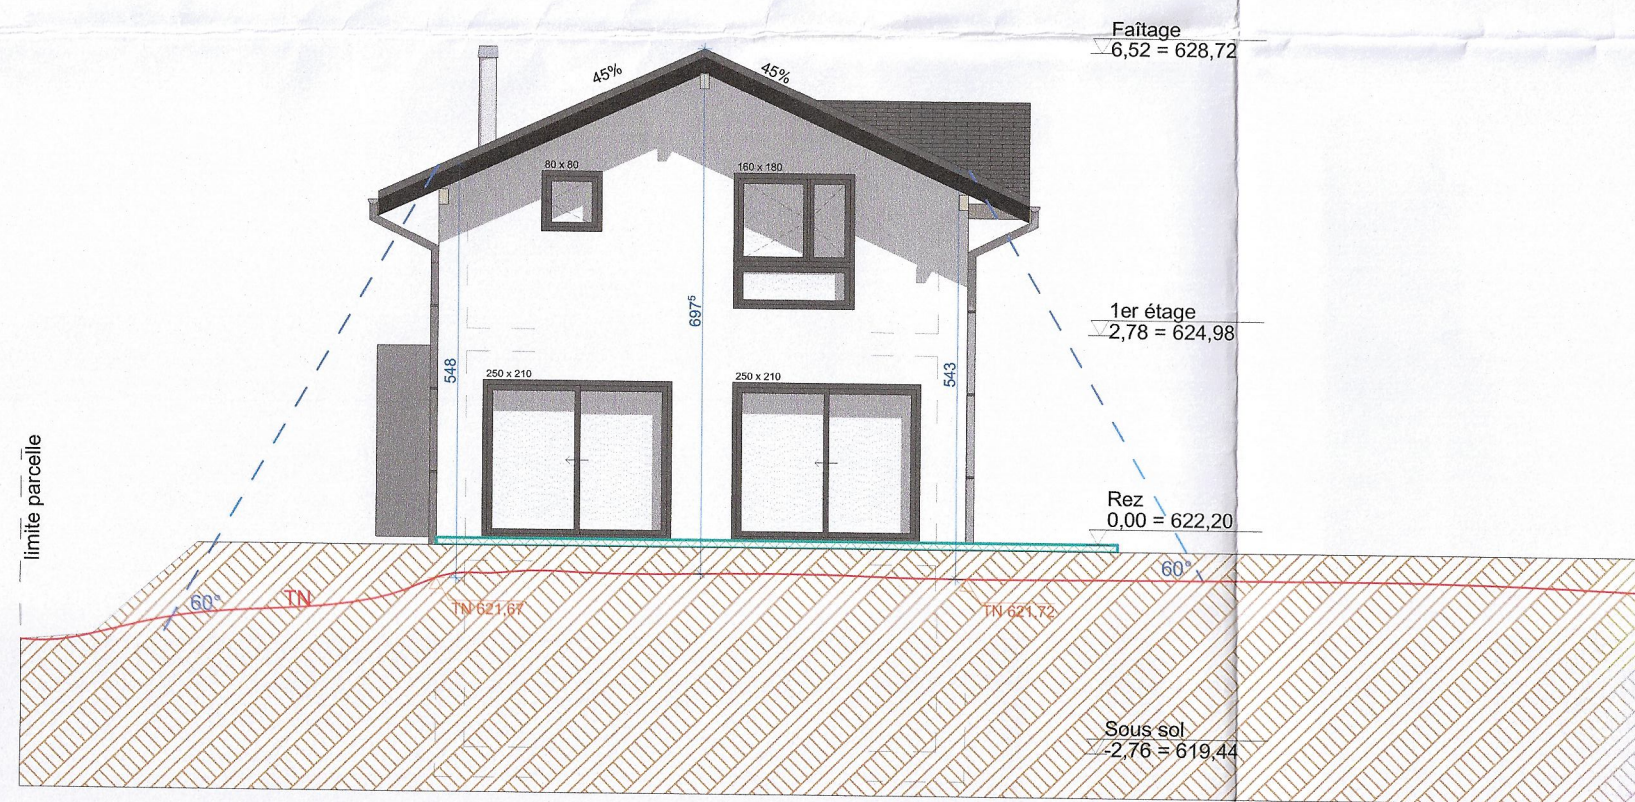 Faîtage
6,52 = 628,72
45%
45%
80 x 80
160 x 180
1er étage
2,78 = 624,98
697⁵
548
543
250 x 210
250 x 210
limite parcelle
Rez
0,00 = 622,20
60°
60°
TN
TN 621,67
TN 621,72
Sous sol
-2,76 = 619,44